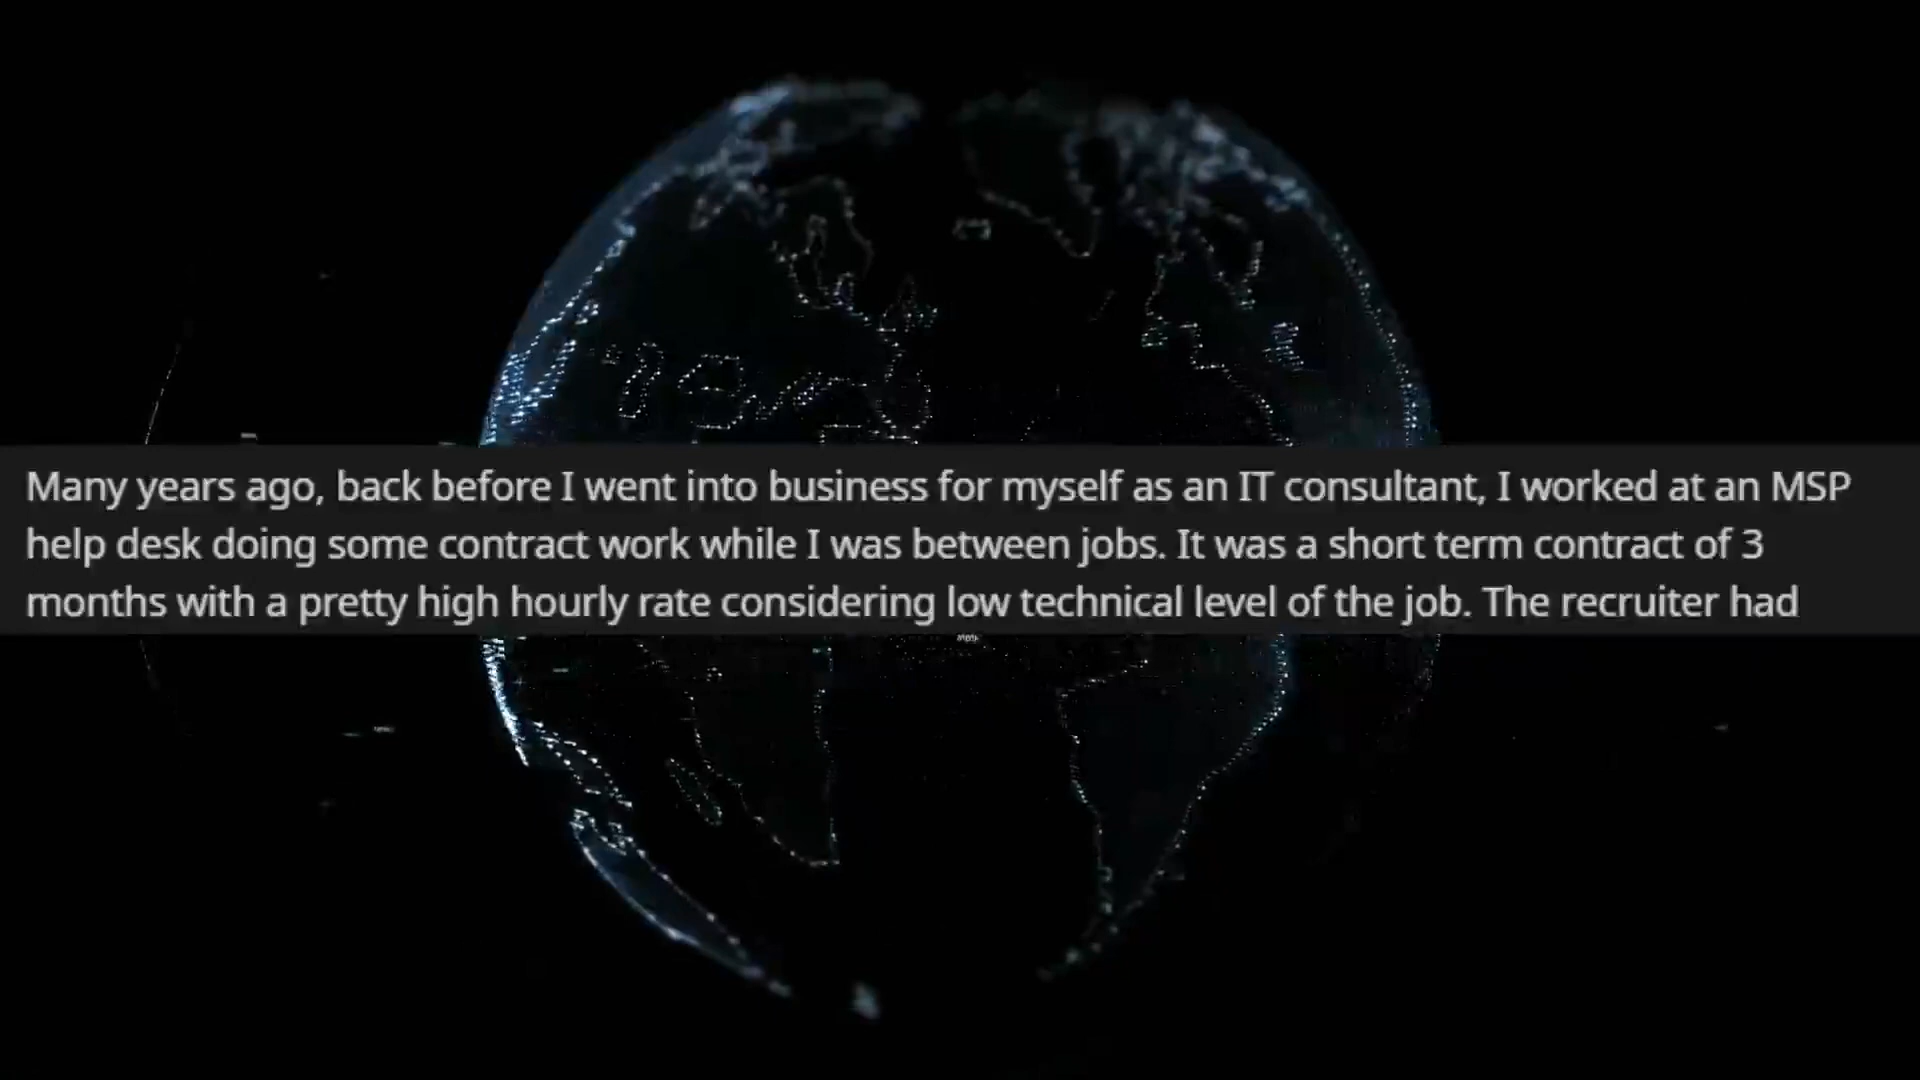 Many years ago, back before I went into business for myself as an IT consultant, I worked at an MSP
help desk doing some contract work while I was between jobs. It was a short term contract of 3
months with a pretty high hourly rate considering low technical level of the job. The recruiter had